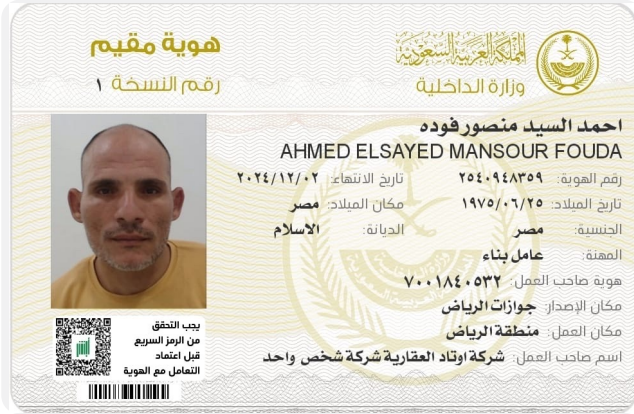 هوية مقيم
رقم النسخة ١
المملكة العربية السعودية
وزارة الداخلية
احمد السيد منصور فوده
AHMED ELSAYED MANSOUR FOUDA
رقم الهوية: ٢٥٤٠٩٤٨٣٥٩ تاريخ الانتهاء: ٢٠٢٤/١٢/٠٢
تاريخ الميلاد: ١٩٧٥/٠٦/٢٥ مكان الميلاد: مصر
الجنسية: مصر الديانة: الاسلام
المهنة: عامل بناء
هوية صاحب العمل: ٧٠٠١٨٤٠٥٣٢
مكان الإصدار: جوازات الرياض
مكان العمل: منطقة الرياض
اسم صاحب العمل: شركة اوتاد العقارية شركة شخص واحد
يجب التحقق
من الرمز السريع
قبل اعتماد
التعامل مع الهوية